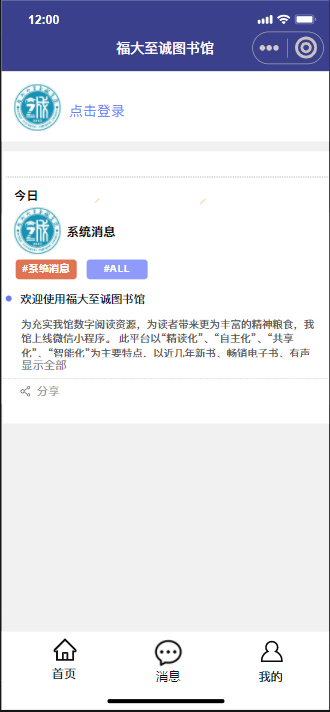 12:00
福大至诚图书馆
点击登录
今日
系统消息
#系统消息
#ALL
欢迎使用福大至诚图书馆
为充实我馆数字阅读资源，为读者带来更为丰富的精神粮食，我
馆上线微信小程序。 此平台以“精读化”、“自主化”、“共享
化”、“智能化”为主要特点，以近几年新书、畅销电子书、有声
显示全部
分享
首页
消息
我的